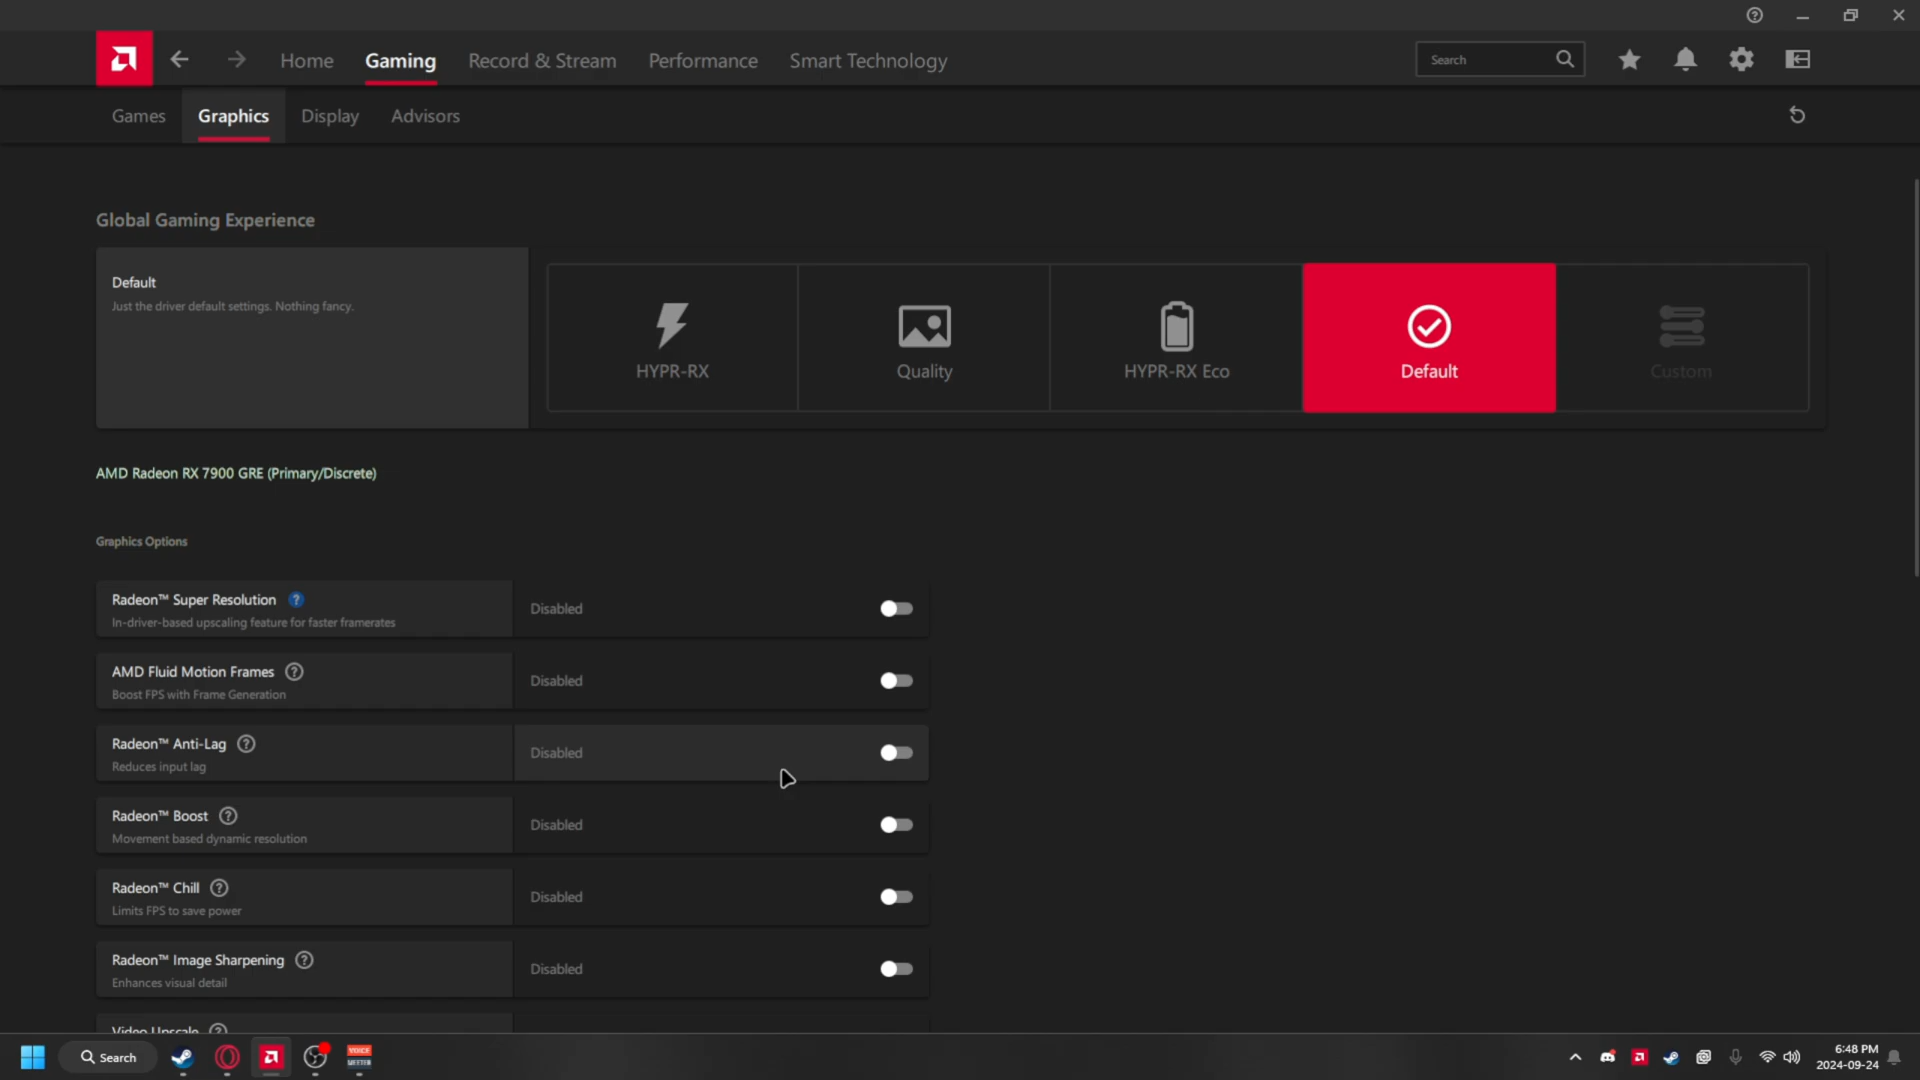 Home
Gaming
Record & Stream
Performance
Smart Technology
Search
Games
Graphics
Display
Advisors
Global Gaming Experience
Default
Just the driver default settings. Nothing fancy.
HYPR-RX
Quality
HYPR-RX Eco
Default
Custom
AMD Radeon RX 7900 GRE (Primary/Discrete)
Graphics Options
Radeon™ Super Resolution ?
In-driver-based upscaling feature for faster framerates
Disabled
AMD Fluid Motion Frames ?
Boost FPS with Frame Generation
Disabled
Radeon™ Anti-Lag ?
Reduces input lag
Disabled
Radeon™ Boost ?
Movement based dynamic resolution
Disabled
Radeon™ Chill ?
Limits FPS to save power
Disabled
Radeon™ Image Sharpening ?
Enhances visual detail
Disabled
Video Upscale ?
Search
VOICE
MEETER
6:48 PM
2024-09-24